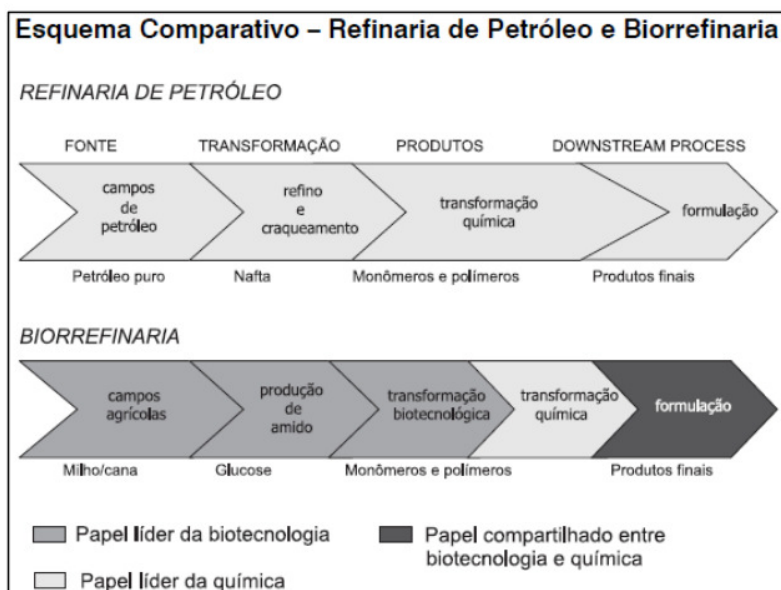 Esquema Comparativo – Refinaria de Petróleo e Biorrefinaria
REFINARIA DE PETRÓLEO
FONTE TRANSFORMAÇÃO PRODUTOS DOWNSTREAM PROCESS
campos
de
petróleo
refino
e
craqueamento
transformação
química
formulação
Petróleo puro Nafta Monômeros e polímeros Produtos finais
BIORREFINARIA
campos
agrícolas
produção
de
amido
transformação
biotecnológica
transformação
química
formulação
Milho/cana Glucose Monômeros e polímeros Produtos finais
Papel líder da biotecnologia
Papel líder da química
Papel compartilhado entre
biotecnologia e química